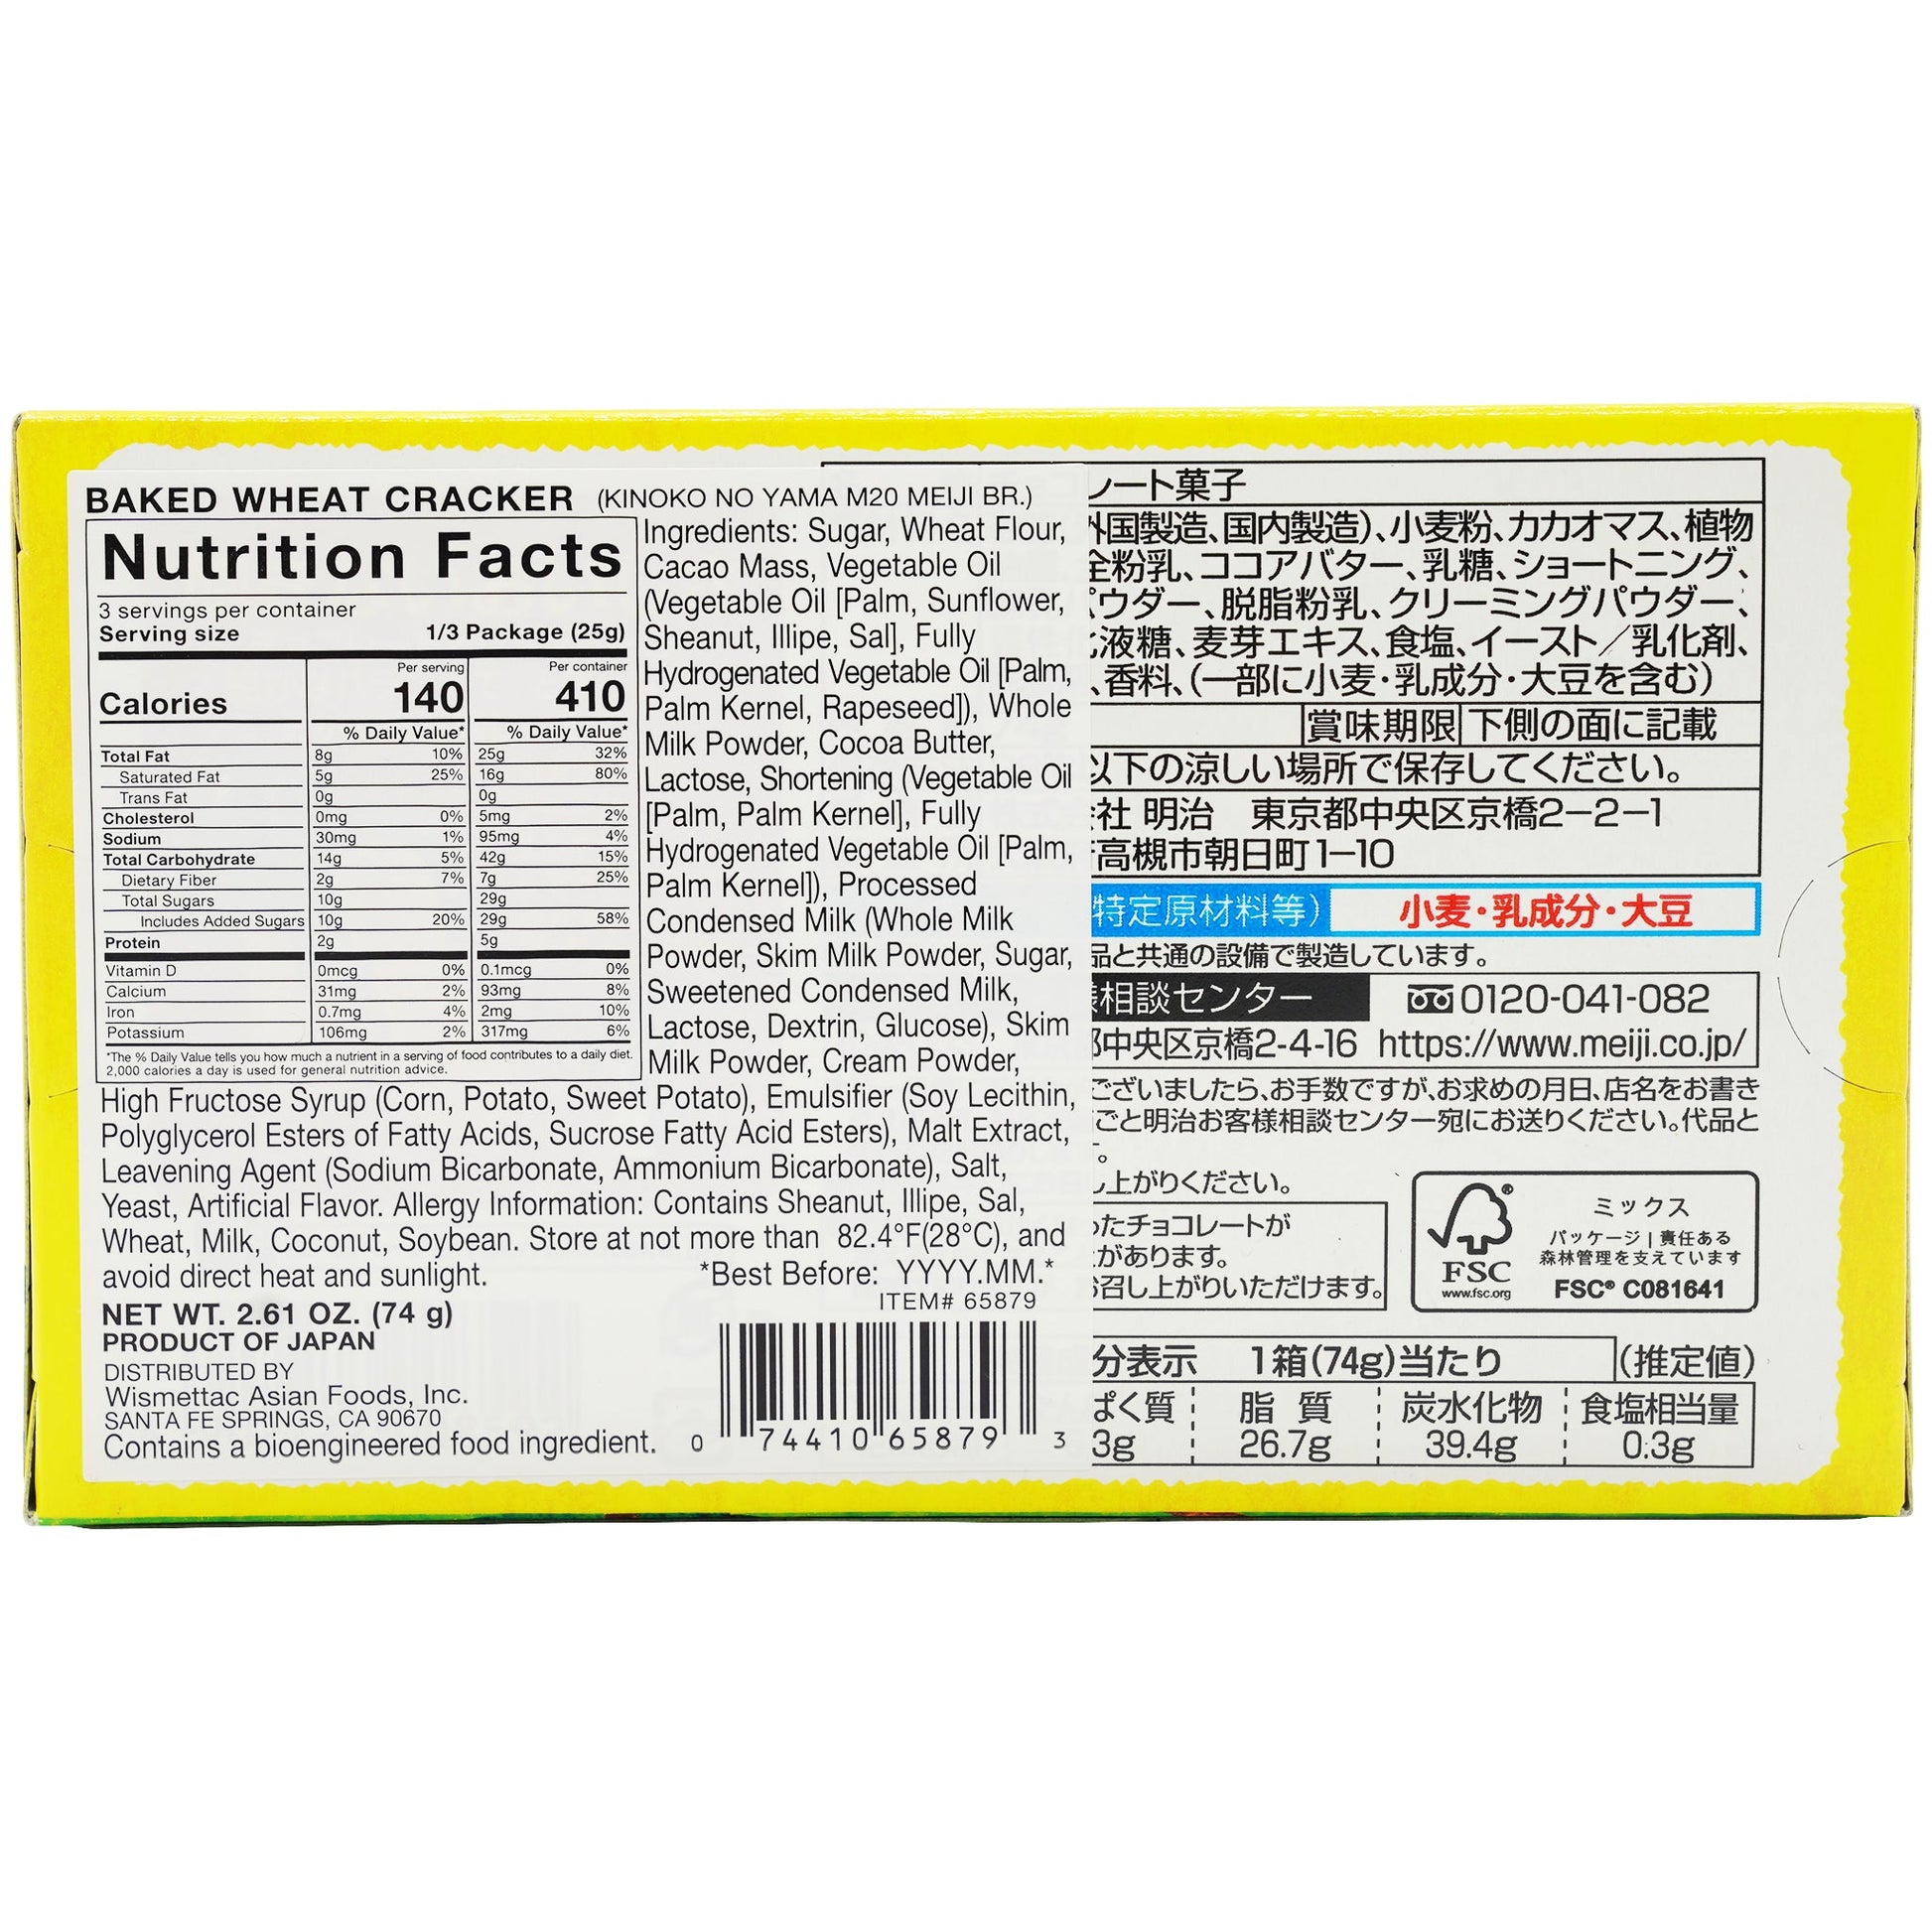 BAKED WHEAT CRACKER (KINOKO NO YAMA M20 MEIJI BR.)
Nutrition Facts
3 servings per container
Serving size 1/3 Package (25g)
Per serving Per container
Calories 140 410
% Daily Value* % Daily Value*
Total Fat 8g 10% 25g 32%
Saturated Fat 5g 25% 16g 80%
Trans Fat 0g 0g
Cholesterol 0mg 0% 5mg 2%
Sodium 30mg 1% 95mg 4%
Total Carbohydrate 14g 5% 42g 15%
Dietary Fiber 2g 7% 7g 25%
Total Sugars 10g 29g
Includes Added Sugars 10g 20% 29g 58%
Protein 2g 5g
Vitamin D 0mcg 0% 0.1mcg 0%
Calcium 31mg 2% 93mg 8%
Iron 0.7mg 4% 2mg 10%
Potassium 106mg 2% 317mg 6%
*The % Daily Value tells you how much a nutrient in a serving of food contributes to a daily diet.
2,000 calories a day is used for general nutrition advice.
Ingredients: Sugar, Wheat Flour,
Cacao Mass, Vegetable Oil
(Vegetable Oil [Palm, Sunflower,
Sheanut, Illipe, Sal], Fully
Hydrogenated Vegetable Oil [Palm,
Palm Kernel, Rapeseed]), Whole
Milk Powder, Cocoa Butter,
Lactose, Shortening (Vegetable Oil
[Palm, Palm Kernel], Fully
Hydrogenated Vegetable Oil [Palm,
Palm Kernel]), Processed
Condensed Milk (Whole Milk
Powder, Skim Milk Powder, Sugar,
Sweetened Condensed Milk,
Lactose, Dextrin, Glucose), Skim
Milk Powder, Cream Powder,
High Fructose Syrup (Corn, Potato, Sweet Potato), Emulsifier (Soy Lecithin,
Polyglycerol Esters of Fatty Acids, Sucrose Fatty Acid Esters), Malt Extract,
Leavening Agent (Sodium Bicarbonate, Ammonium Bicarbonate), Salt,
Yeast, Artificial Flavor. Allergy Information: Contains Sheanut, Illipe, Sal,
Wheat, Milk, Coconut, Soybean. Store at not more than 82.4°F(28°C), and
avoid direct heat and sunlight. *Best Before: YYYY.MM.*
ITEM# 65879
NET WT. 2.61 OZ. (74 g)
PRODUCT OF JAPAN
DISTRIBUTED BY
Wismettac Asian Foods, Inc.
SANTA FE SPRINGS, CA 90670
Contains a bioengineered food ingredient.
0 74410 65879 3
レート菓子
外国製造、国内製造)、小麦粉、カカオマス、植物
全粉乳、ココアバター、乳糖、ショートニング、
パウダー、脱脂粉乳、クリーミングパウダー、
液糖、麦芽エキス、食塩、イースト/乳化剤、
、香料、(一部に小麦・乳成分・大豆を含む)
賞味期限 下側の面に記載
以下の涼しい場所で保存してください。
社 明治 東京都中央区京橋2-2-1
高槻市朝日町1-10
特定原材料等) 小麦・乳成分・大豆
品と共通の設備で製造しています。
様相談センター 0120-041-082
都中央区京橋2-4-16 https://www.meiji.co.jp/
ございましたら、お手数ですが、お求めの月日、店名をお書き
ごと明治お客様相談センター宛にお送りください。代品と
。
し上がりください。
ったチョコレートが
があります。
お召し上がりいただけます。
FSC®
www.fsc.org
ミックス
パッケージ | 責任ある
森林管理を支えています
FSC® C081641
分表示 1箱(74g)当たり (推定値)
ぱく質 脂質 炭水化物 食塩相当量
3g 26.7g 39.4g 0.3g